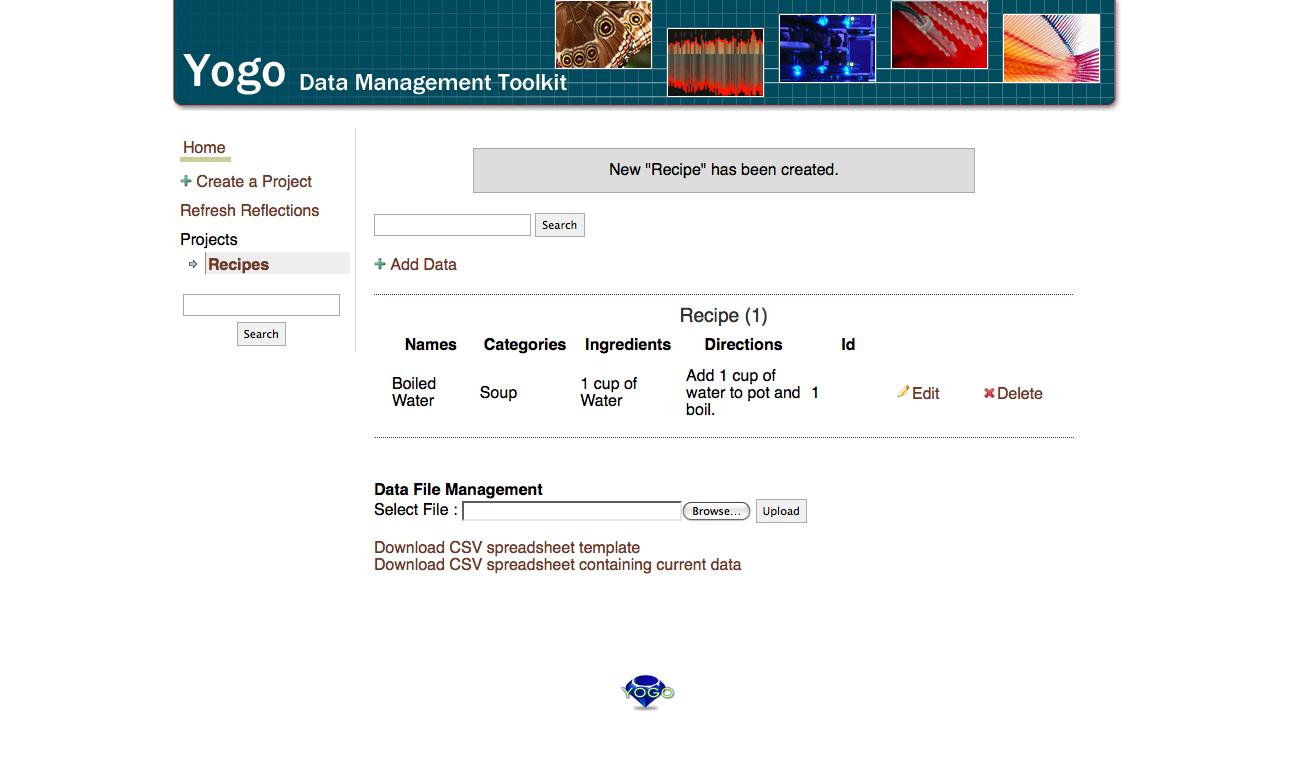 Yogo Data Management Toolkit
Home
Create a Project
Refresh Reflections
Projects
Recipes
Search
New "Recipe" has been created.
Search
Add Data
Recipe (1)
Names Categories Ingredients Directions Id
Boiled Water Soup 1 cup of Water Add 1 cup of water to pot and boil. 1 Edit Delete
Data File Management
Select File : Browse... Upload
Download CSV spreadsheet template
Download CSV spreadsheet containing current data
YOGO